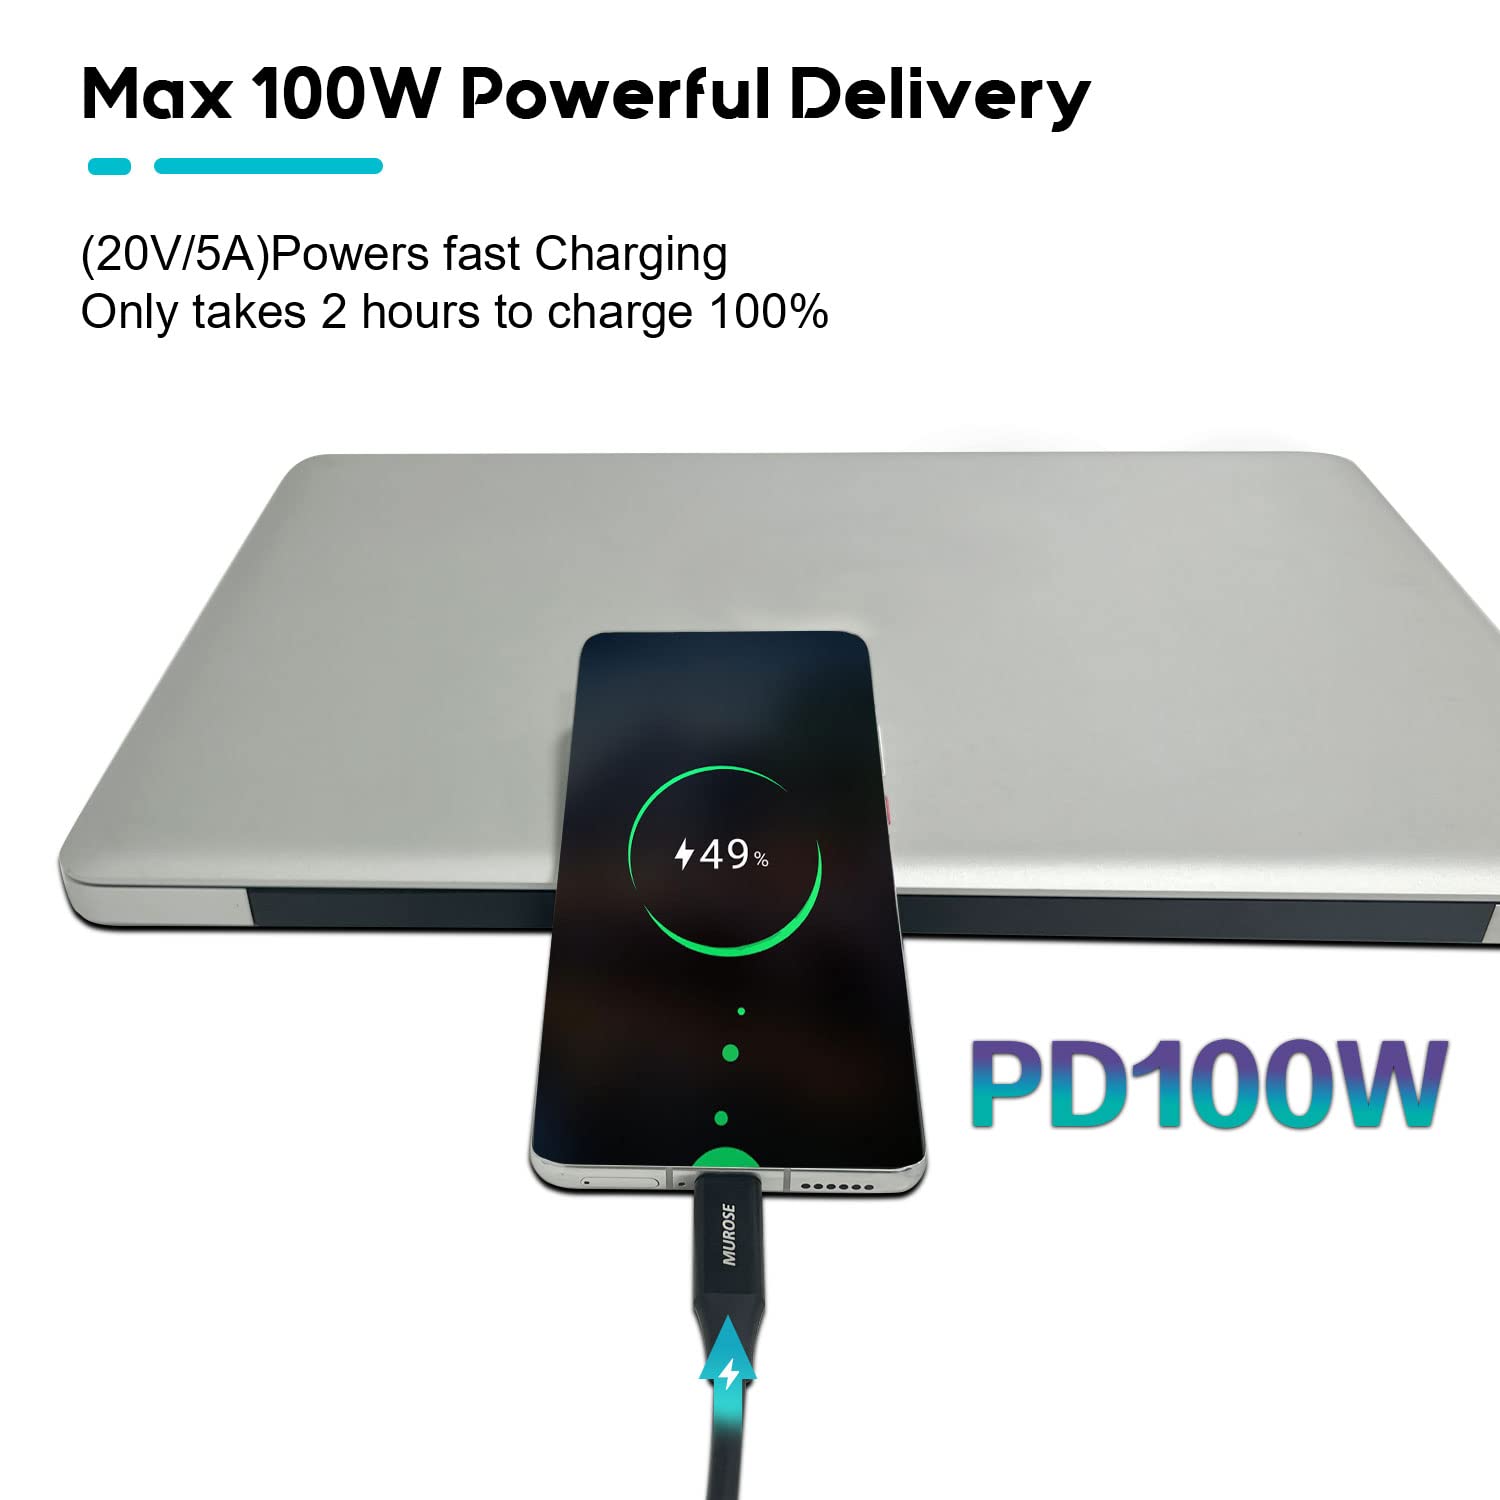 Max 100W Powerful Delivery
(20V/5A)Powers fast Charging
Only takes 2 hours to charge 100%
49%
PD100W
MUROSE